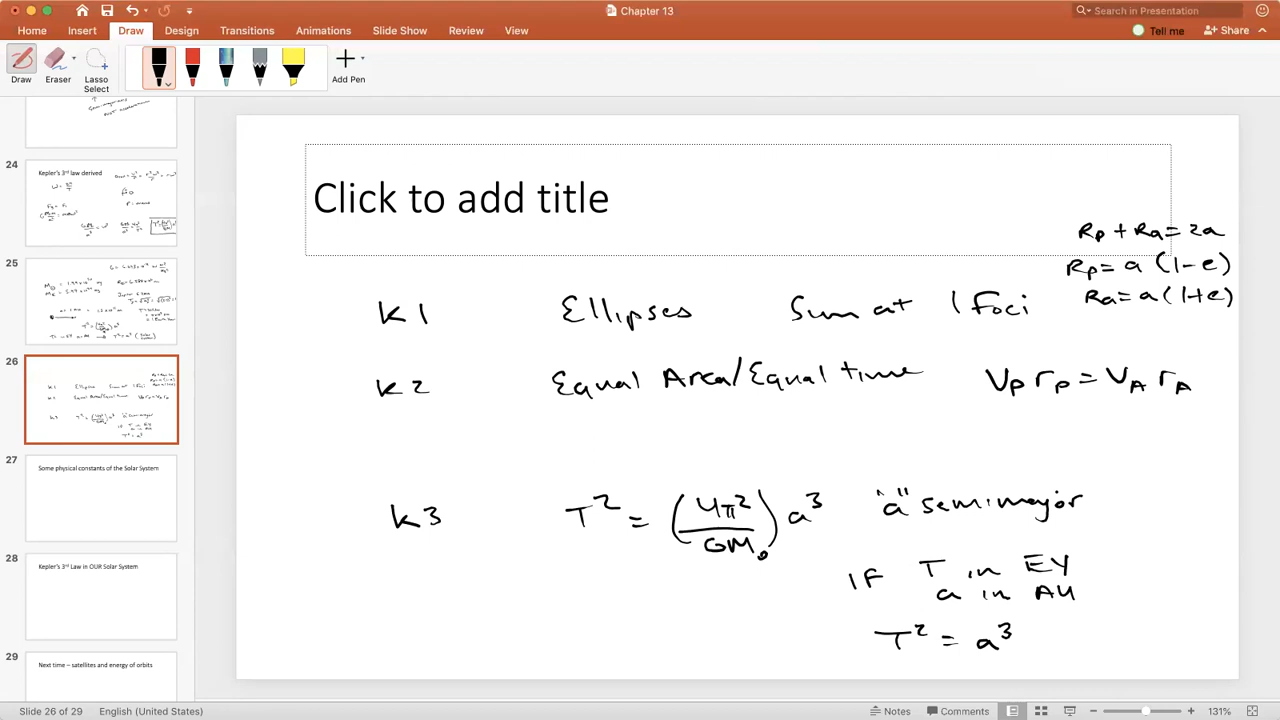 Chapter 13
Search in Presentation
Home Insert Draw Design Transitions Animations Slide Show Review View Tell me Share
Draw Eraser Lasso Select Add Pen
24 Kepler's 3rd law derived
25
26
27 Some physical constants of the Solar System
28 Kepler's 3rd Law in OUR Solar System
29 Next time – satellites and energy of orbits
Click to add title
Rp + Ra = 2a
Rp = a (1-e)
Ra = a (1+e)
K1 Ellipses Sum at 1 Foci
K2 Equal Area/Equal time Vp rp = VA rA
K3 T² = (4π²/GM₀) a³ "a" semimajor
IF T in EY
a in AU
T² = a³
Slide 26 of 29 English (United States) Notes Comments 131%